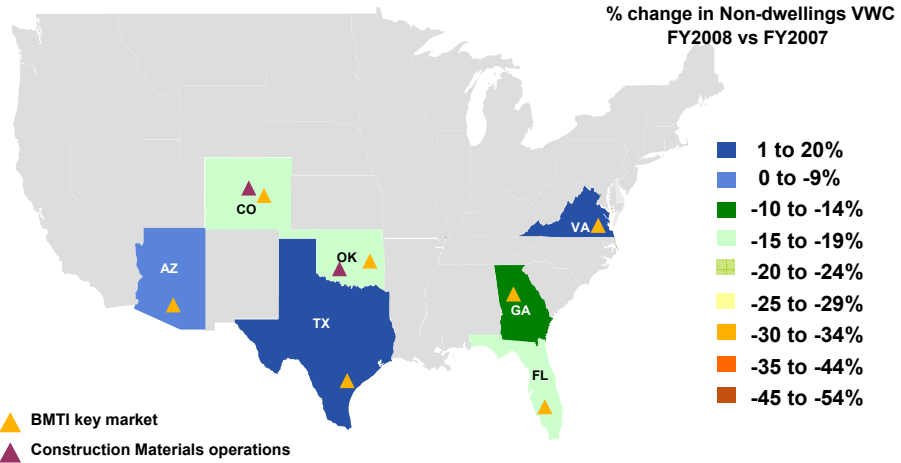 % change in Non-dwellings VWC
FY2008 vs FY2007
1 to 20%
0 to -9%
-10 to -14%
-15 to -19%
-20 to -24%
-25 to -29%
-30 to -34%
-35 to -44%
-45 to -54%
CO
VA
OK
AZ
GA
TX
FL
BMTI key market
Construction Materials operations